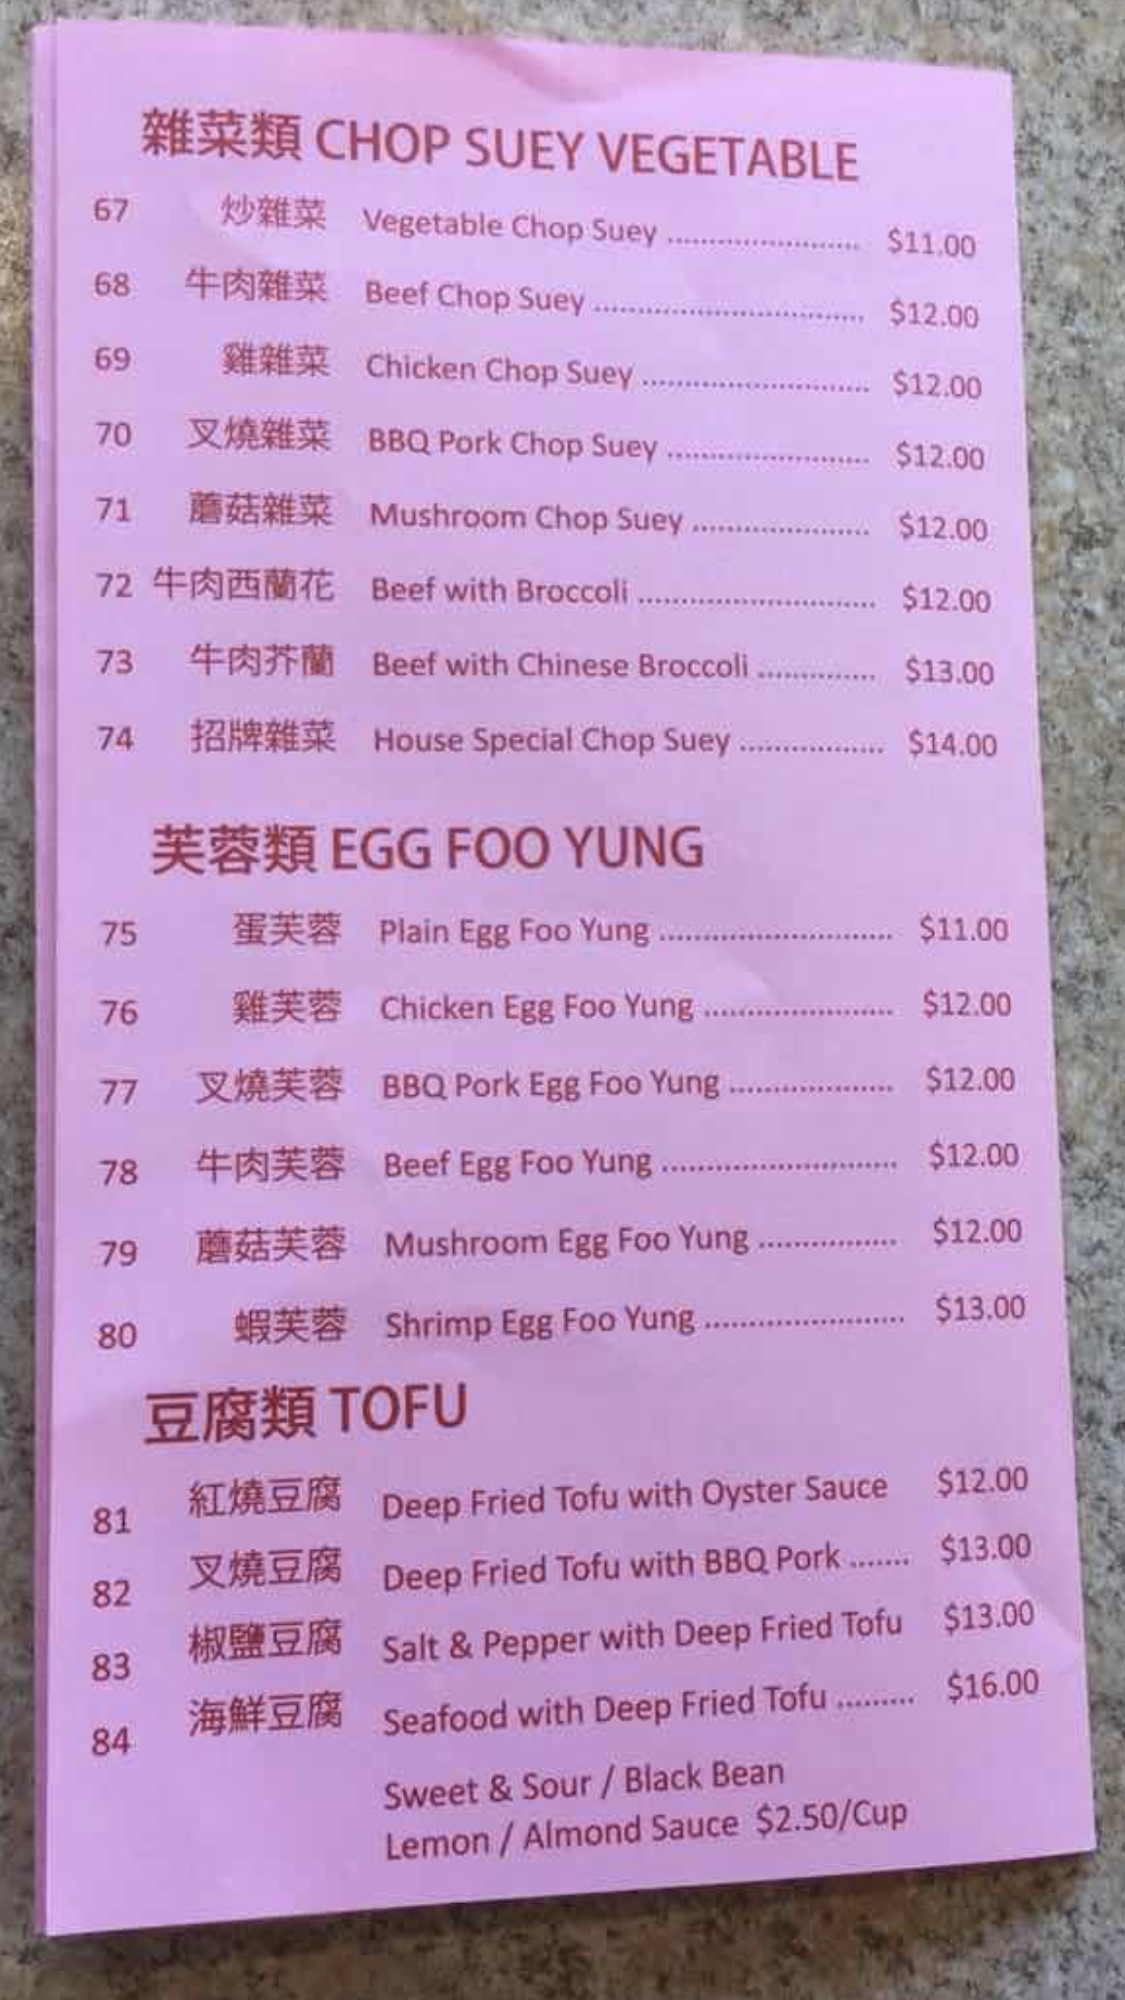 雜菜類 CHOP SUEY VEGETABLE
67 炒雜菜 Vegetable Chop Suey ...................... $11.00
68 牛肉雜菜 Beef Chop Suey ............................... $12.00
69 雞雜菜 Chicken Chop Suey .......................... $12.00
70 叉燒雜菜 BBQ Pork Chop Suey ....................... $12.00
71 蘑菇雜菜 Mushroom Chop Suey .................... $12.00
72 牛肉西蘭花 Beef with Broccoli ........................... $12.00
73 牛肉芥蘭 Beef with Chinese Broccoli .............. $13.00
74 招牌雜菜 House Special Chop Suey ................. $14.00
芙蓉類 EGG FOO YUNG
75 蛋芙蓉 Plain Egg Foo Yung ........................... $11.00
76 雞芙蓉 Chicken Egg Foo Yung ...................... $12.00
77 叉燒芙蓉 BBQ Pork Egg Foo Yung ................... $12.00
78 牛肉芙蓉 Beef Egg Foo Yung ........................... $12.00
79 蘑菇芙蓉 Mushroom Egg Foo Yung ................ $12.00
80 蝦芙蓉 Shrimp Egg Foo Yung ....................... $13.00
豆腐類 TOFU
81 紅燒豆腐 Deep Fried Tofu with Oyster Sauce $12.00
82 叉燒豆腐 Deep Fried Tofu with BBQ Pork ....... $13.00
83 椒鹽豆腐 Salt & Pepper with Deep Fried Tofu $13.00
84 海鮮豆腐 Seafood with Deep Fried Tofu ......... $16.00
Sweet & Sour / Black Bean
Lemon / Almond Sauce $2.50/Cup